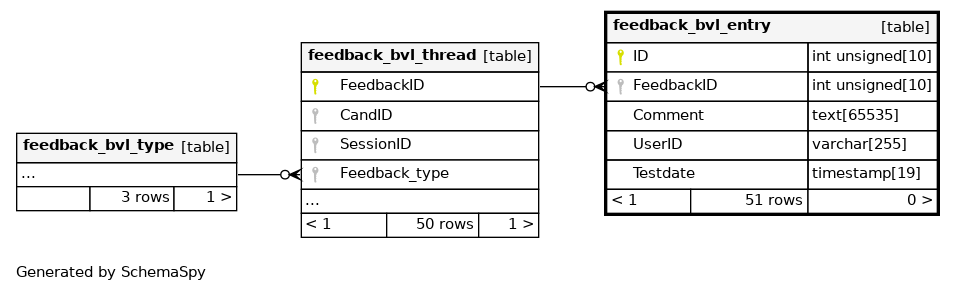 feedback_bvl_type [table]
...
3 rows 1 >
feedback_bvl_thread [table]
FeedbackID
CandID
SessionID
Feedback_type
...
< 1 50 rows 1 >
feedback_bvl_entry [table]
ID int unsigned[10]
FeedbackID int unsigned[10]
Comment text[65535]
UserID varchar[255]
Testdate timestamp[19]
< 1 51 rows 0 >
Generated by SchemaSpy